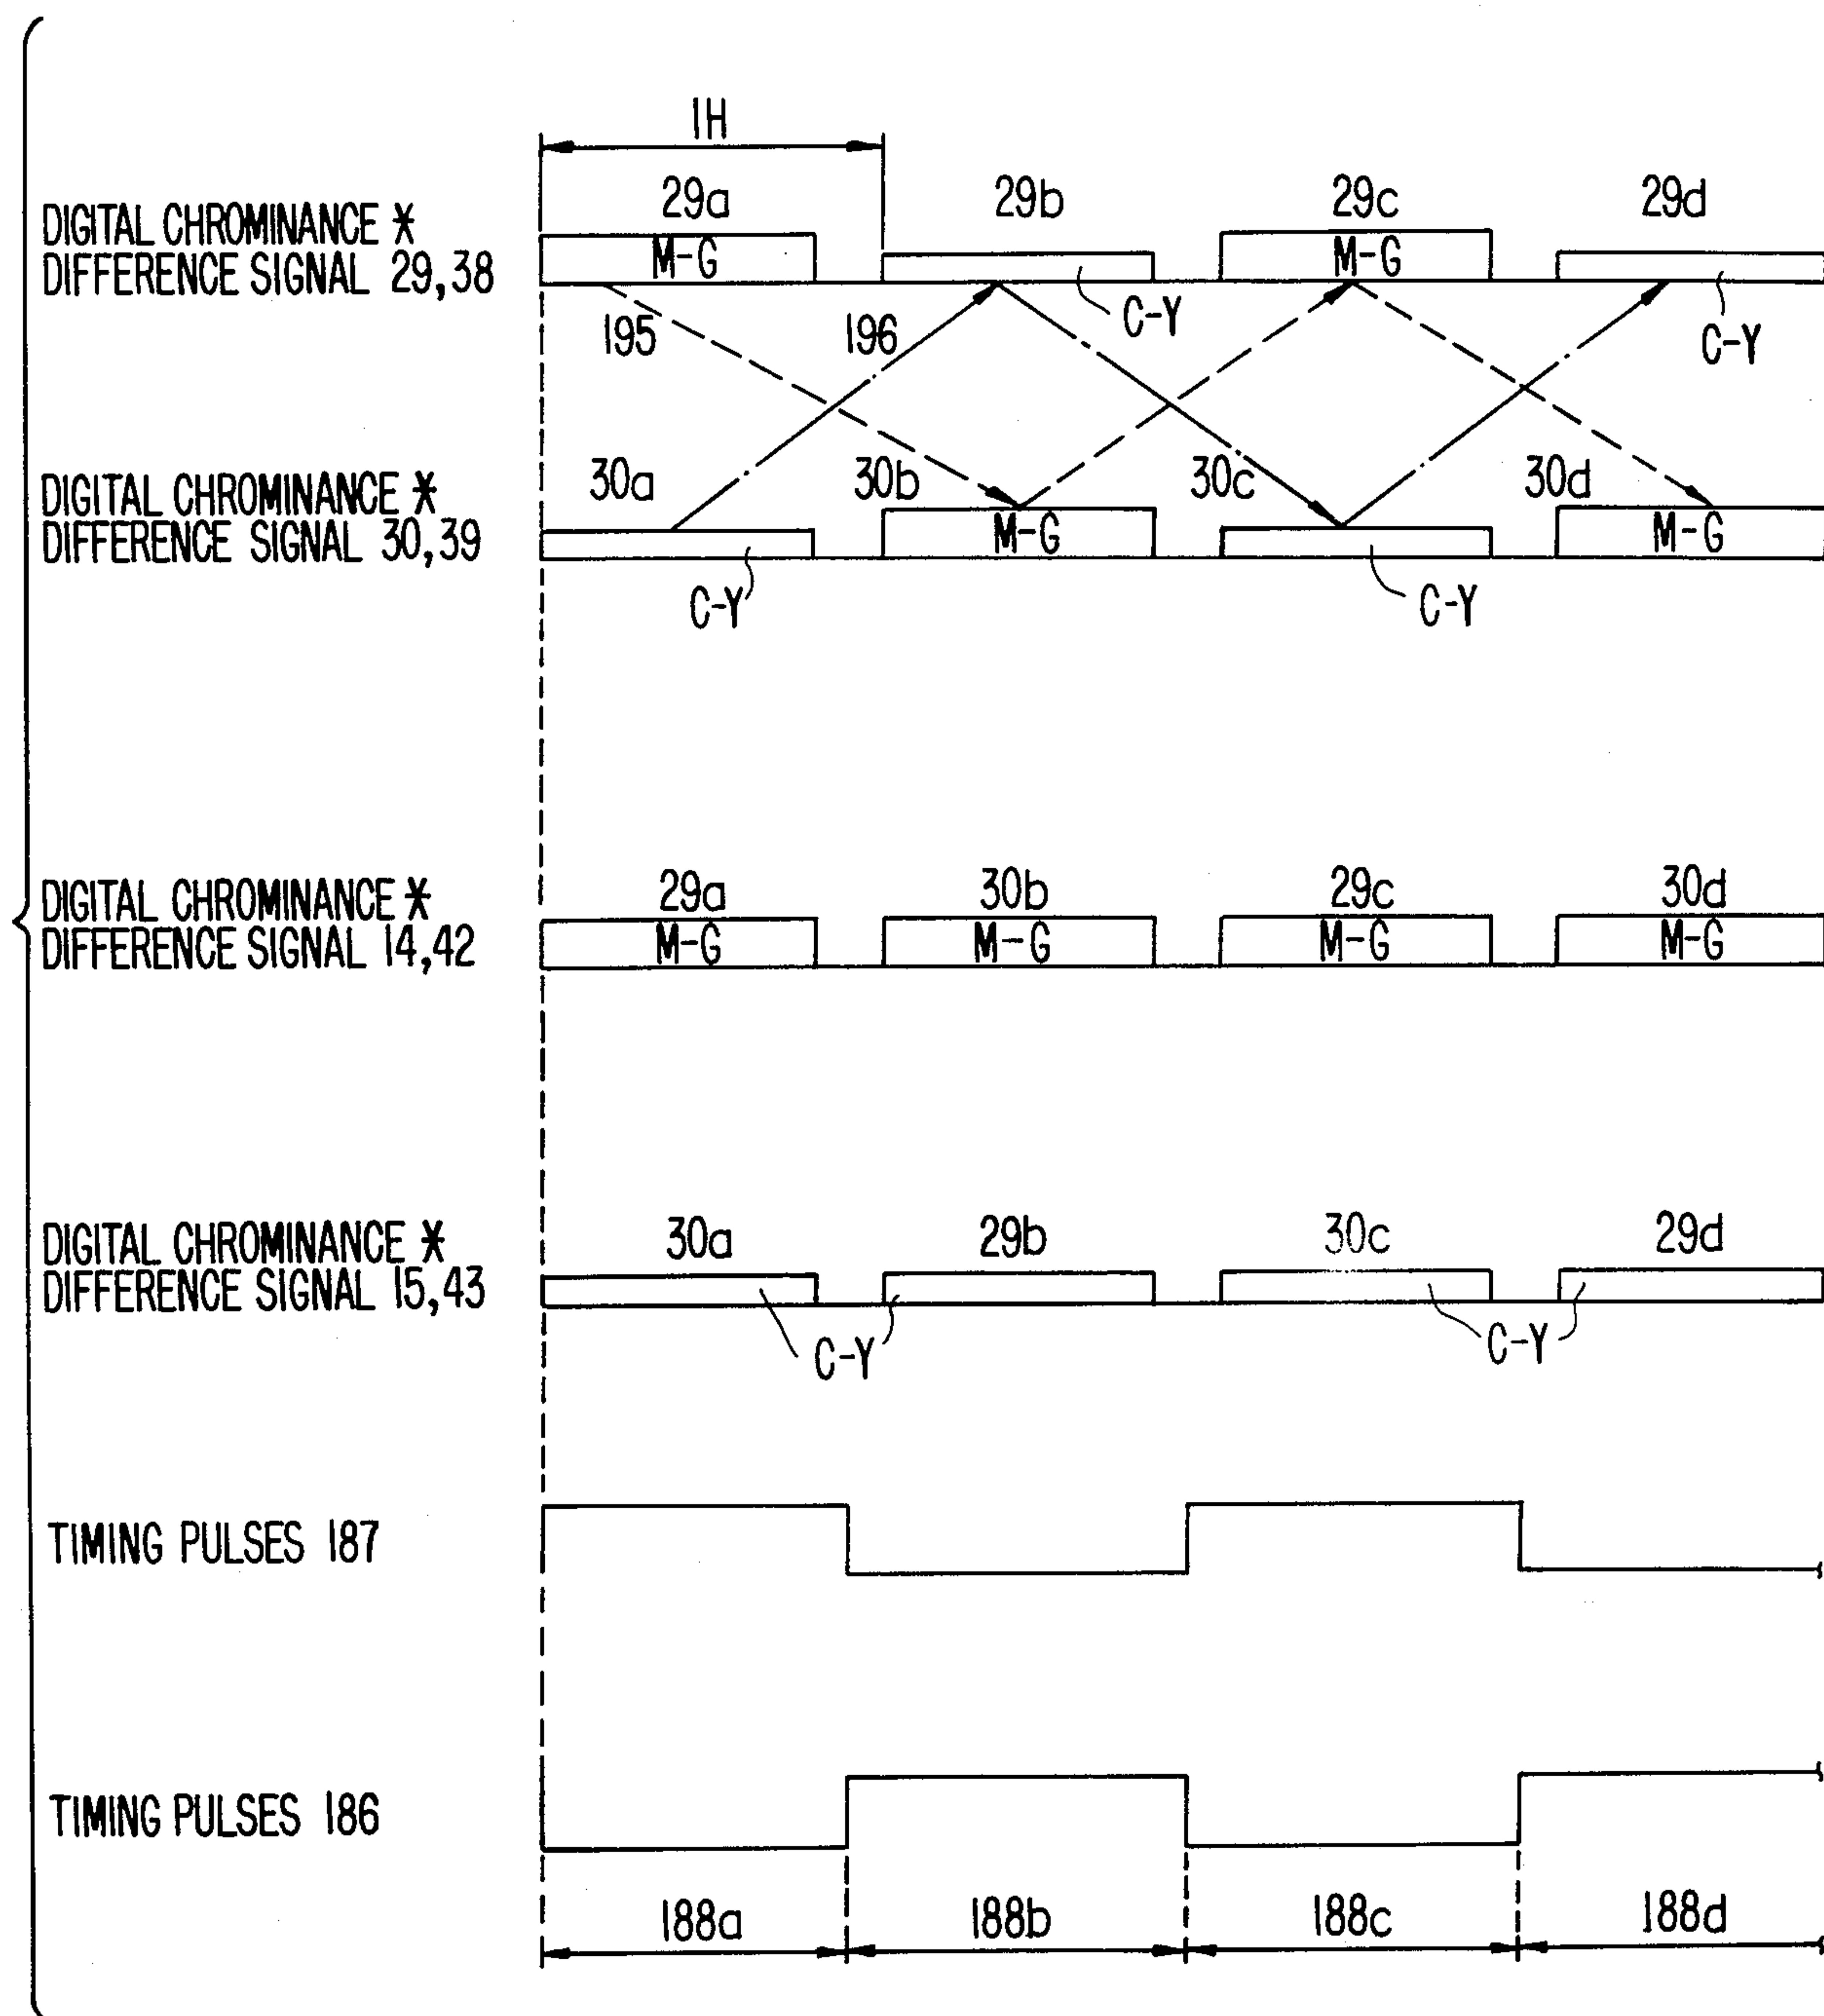 1H
29a 29b 29c 29d
DIGITAL CHROMINANCE *
DIFFERENCE SIGNAL 29,38
M-G M-G
C-Y C-Y
195 196
30a 30b 30c 30d
DIGITAL CHROMINANCE *
DIFFERENCE SIGNAL 30,39
M-G M-G
C-Y C-Y
29a 30b 29c 30d
DIGITAL CHROMINANCE *
DIFFERENCE SIGNAL 14,42
M-G M-G M-G M-G
30a 29b 30c 29d
DIGITAL CHROMINANCE *
DIFFERENCE SIGNAL 15,43
C-Y C-Y
TIMING PULSES 187
TIMING PULSES 186
188a 188b 188c 188d